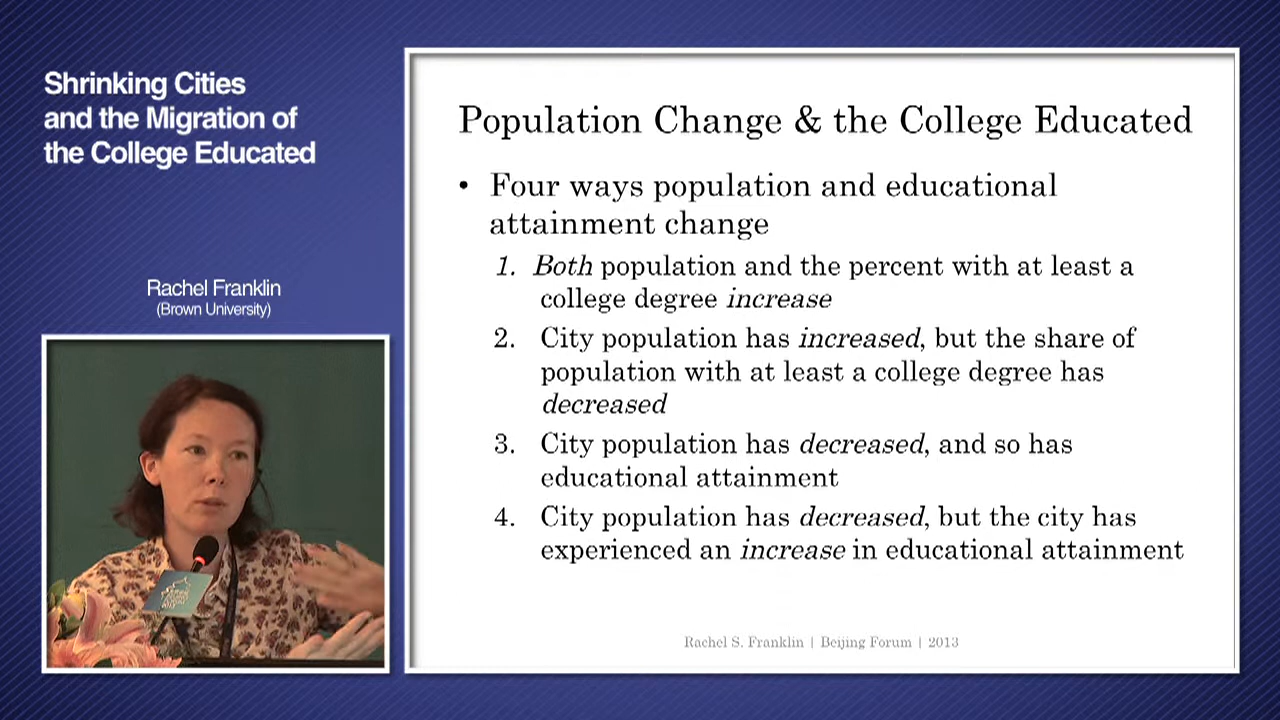 Shrinking Cities
and the Migration of
the College Educated
Rachel Franklin
(Brown University)
Population Change & the College Educated
• Four ways population and educational
attainment change
1. Both population and the percent with at least a
college degree increase
2. City population has increased, but the share of
population with at least a college degree has
decreased
3. City population has decreased, and so has
educational attainment
4. City population has decreased, but the city has
experienced an increase in educational attainment
Rachel S. Franklin | Beijing Forum | 2013